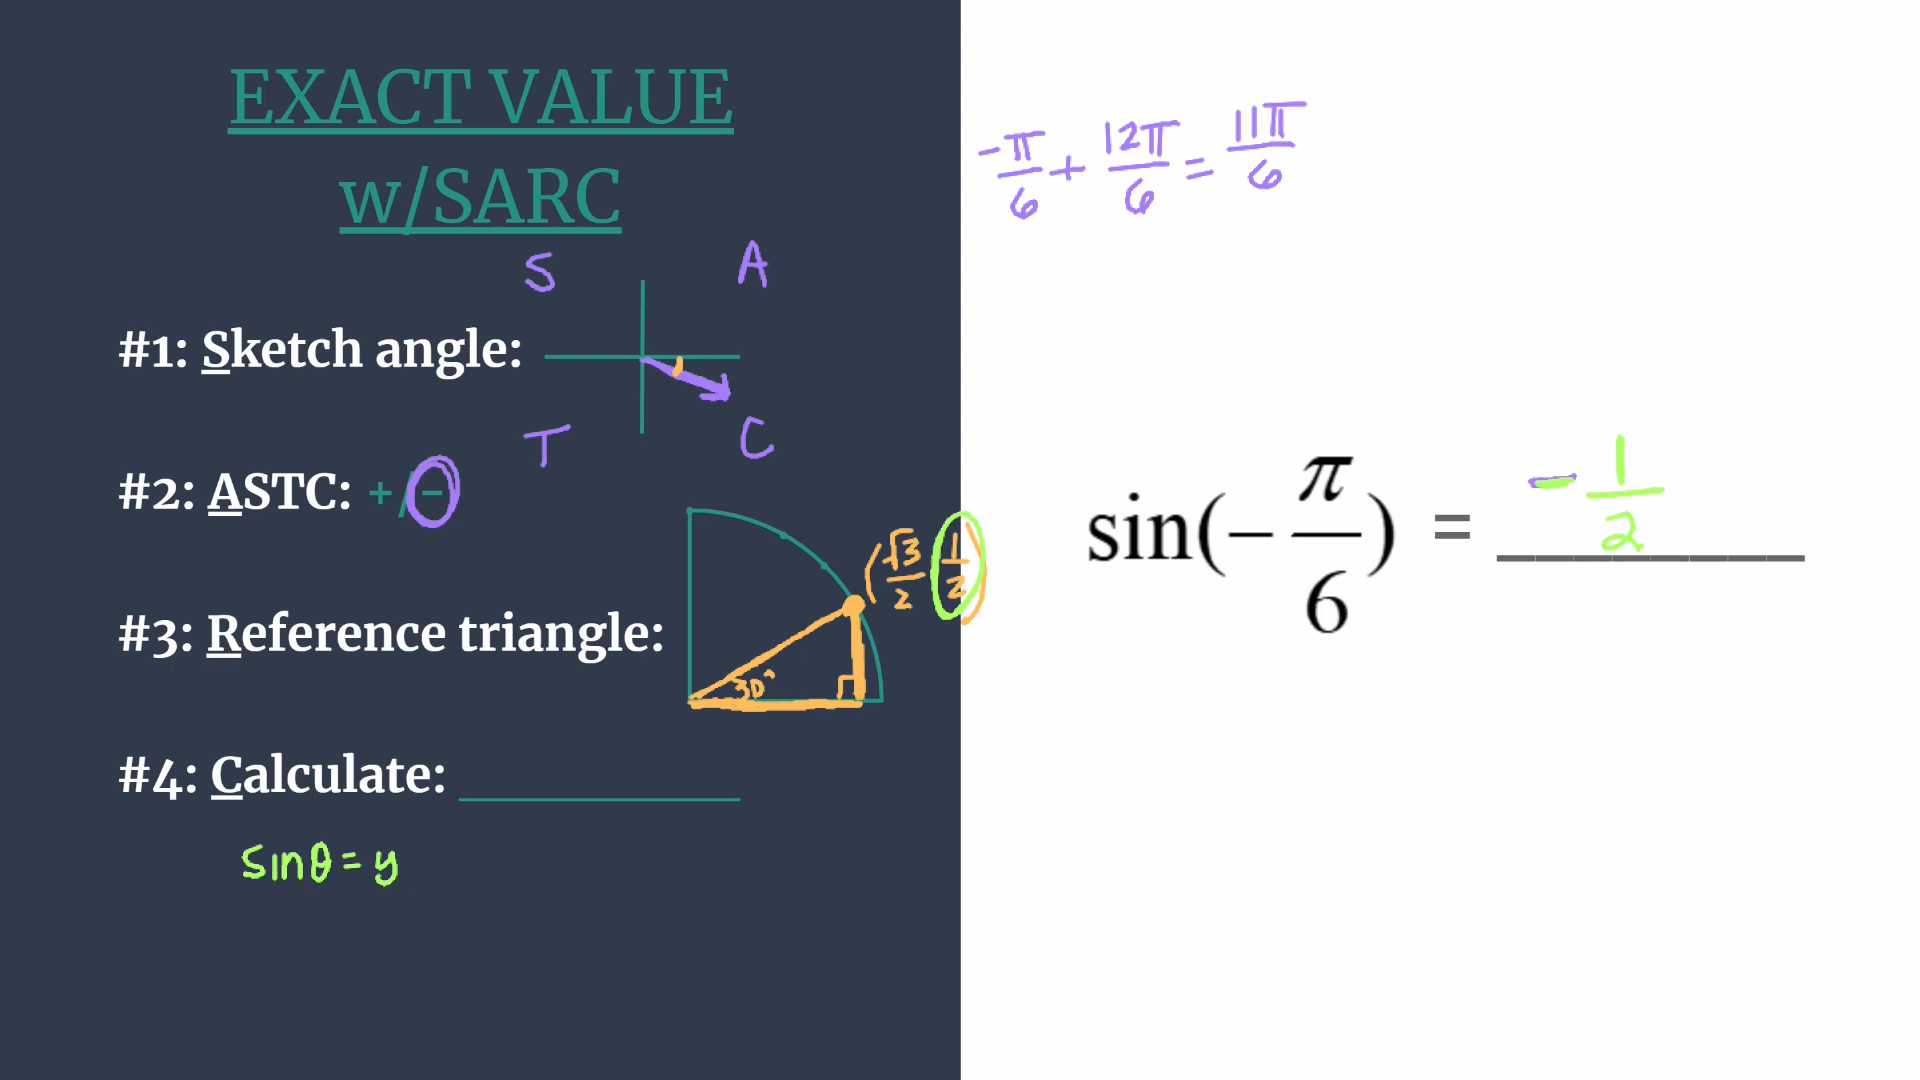 EXACT VALUE
w/SARC
S A
#1: Sketch angle:
T C
#2: ASTC: +/-
(√3/2 1/2)
#3: Reference triangle:
30°
#4: Calculate: ____________
sinθ = y
-π/6 + 12π/6 = 11π/6
sin(-π/6) = -1/2